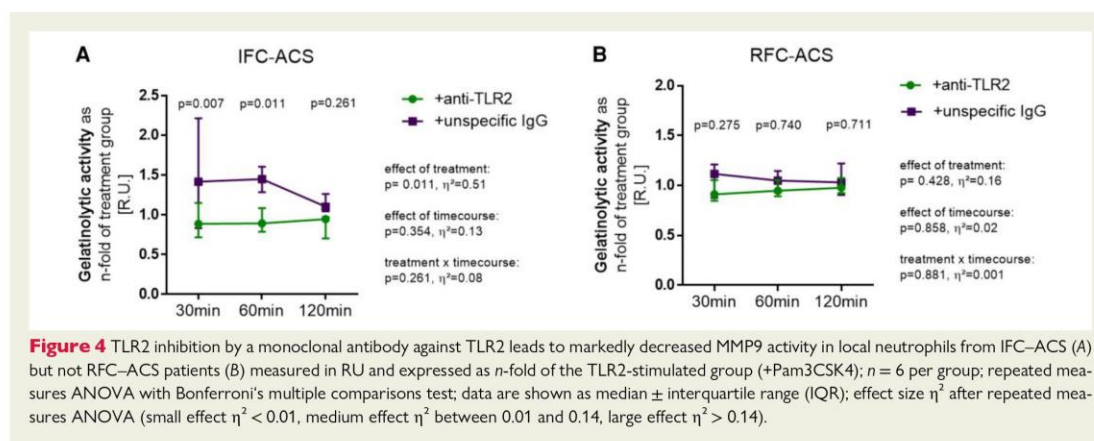 A
IFC-ACS
Gelatinolytic activity as
n-fold of treatment group
[R.U.]
2.5
2.0
1.5
1.0
0.5
0.0
p=0.007 p=0.011 p=0.261
30min 60min 120min
+anti-TLR2
+unspecific IgG
effect of treatment:
p= 0.011, η²=0.51
effect of timecourse:
p=0.354, η²=0.13
treatment x timecourse:
p=0.261, η²=0.08
B
RFC-ACS
Gelatinolytic activity as
n-fold of treatment group
[R.U.]
2.0
1.5
1.0
0.5
0.0
p=0.275 p=0.740 p=0.711
30min 60min 120min
+anti-TLR2
+unspecific IgG
effect of treatment:
p= 0.428, η²=0.16
effect of timecourse:
p=0.858, η²=0.02
treatment x timecourse:
p=0.881, η²=0.001
Figure 4 TLR2 inhibition by a monoclonal antibody against TLR2 leads to markedly decreased MMP9 activity in local neutrophils from IFC–ACS (A)
but not RFC–ACS patients (B) measured in RU and expressed as n-fold of the TLR2-stimulated group (+Pam3CSK4); n = 6 per group; repeated mea-
sures ANOVA with Bonferroni's multiple comparisons test; data are shown as median ± interquartile range (IQR); effect size η² after repeated mea-
sures ANOVA (small effect η² < 0.01, medium effect η² between 0.01 and 0.14, large effect η² > 0.14).